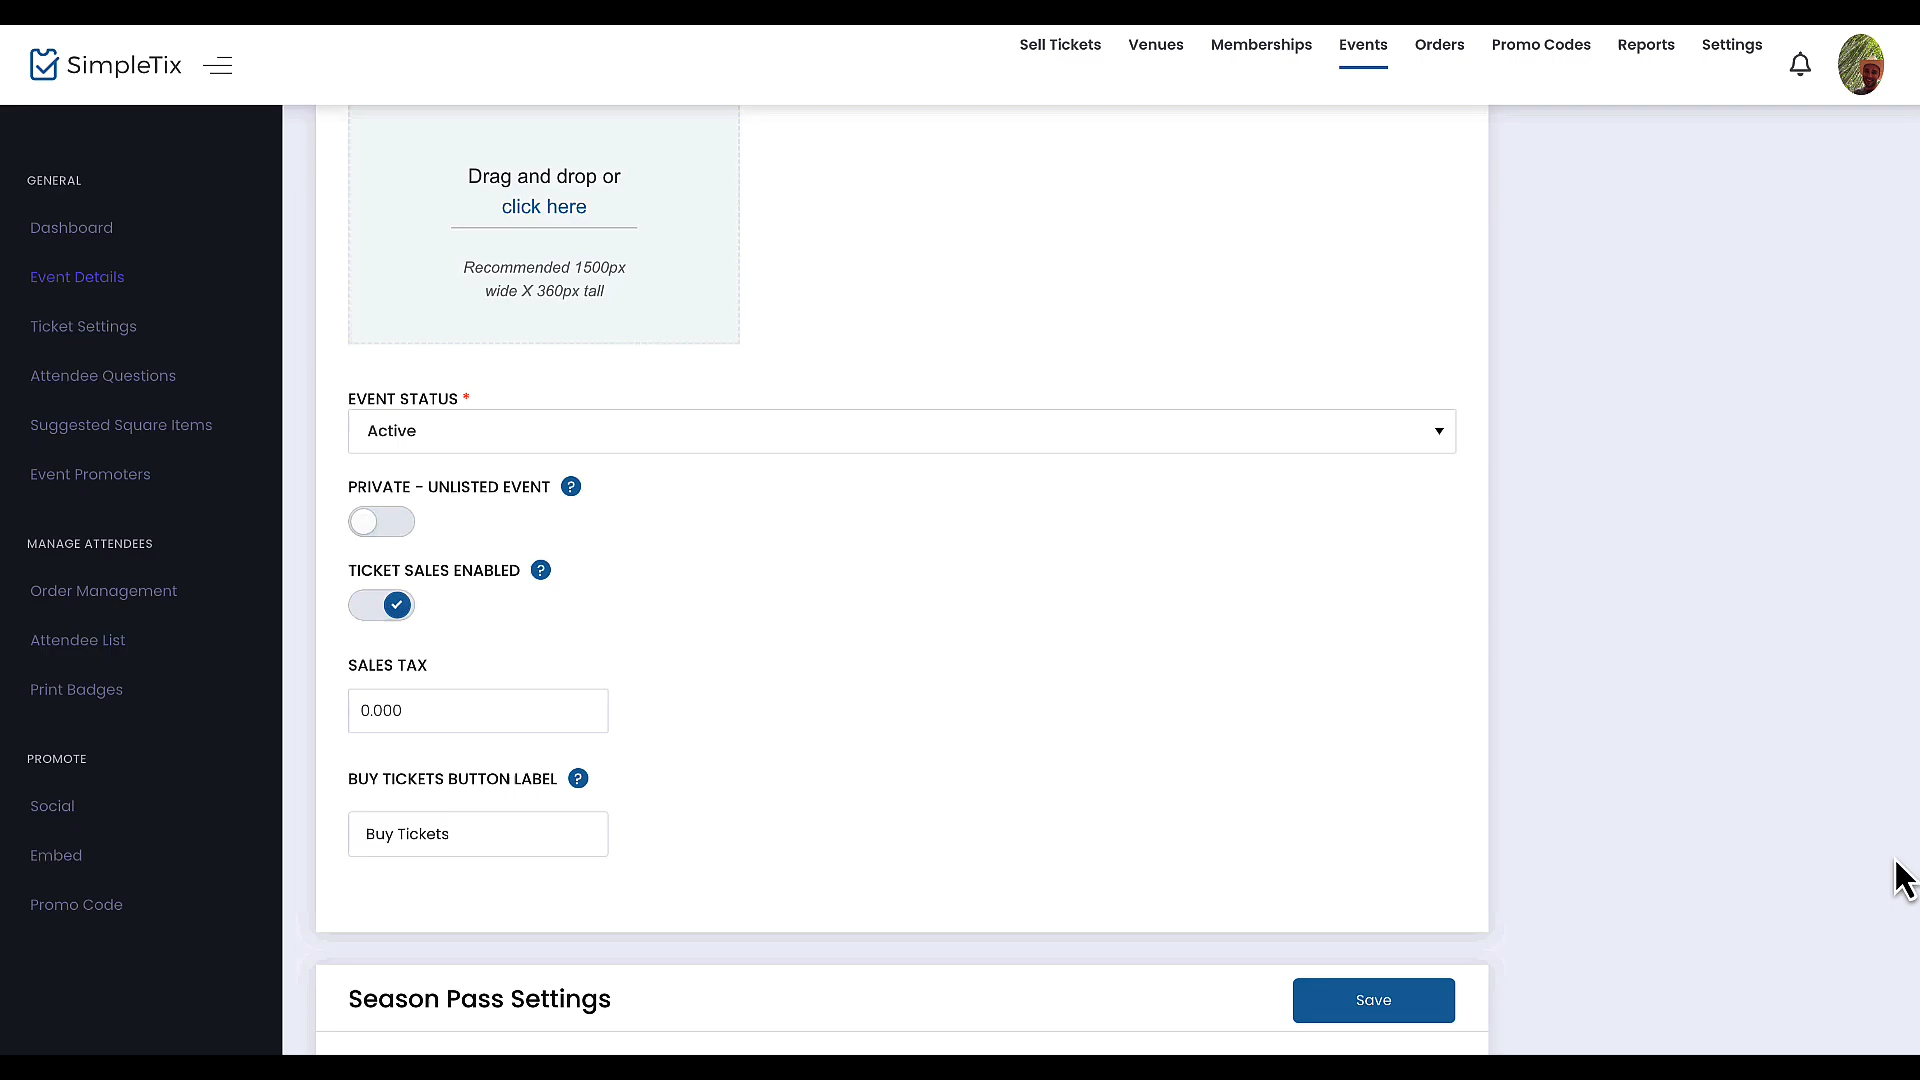 SimpleTix
Sell Tickets
Venues
Memberships
Events
Orders
Promo Codes
Reports
Settings
GENERAL
Dashboard
Event Details
Ticket Settings
Attendee Questions
Suggested Square Items
Event Promoters
MANAGE ATTENDEES
Order Management
Attendee List
Print Badges
PROMOTE
Social
Embed
Promo Code
Drag and drop or
click here
Recommended 1500px
wide X 360px tall
EVENT STATUS *
Active
PRIVATE - UNLISTED EVENT ?
TICKET SALES ENABLED ?
SALES TAX
0.000
BUY TICKETS BUTTON LABEL ?
Buy Tickets
Season Pass Settings
Save